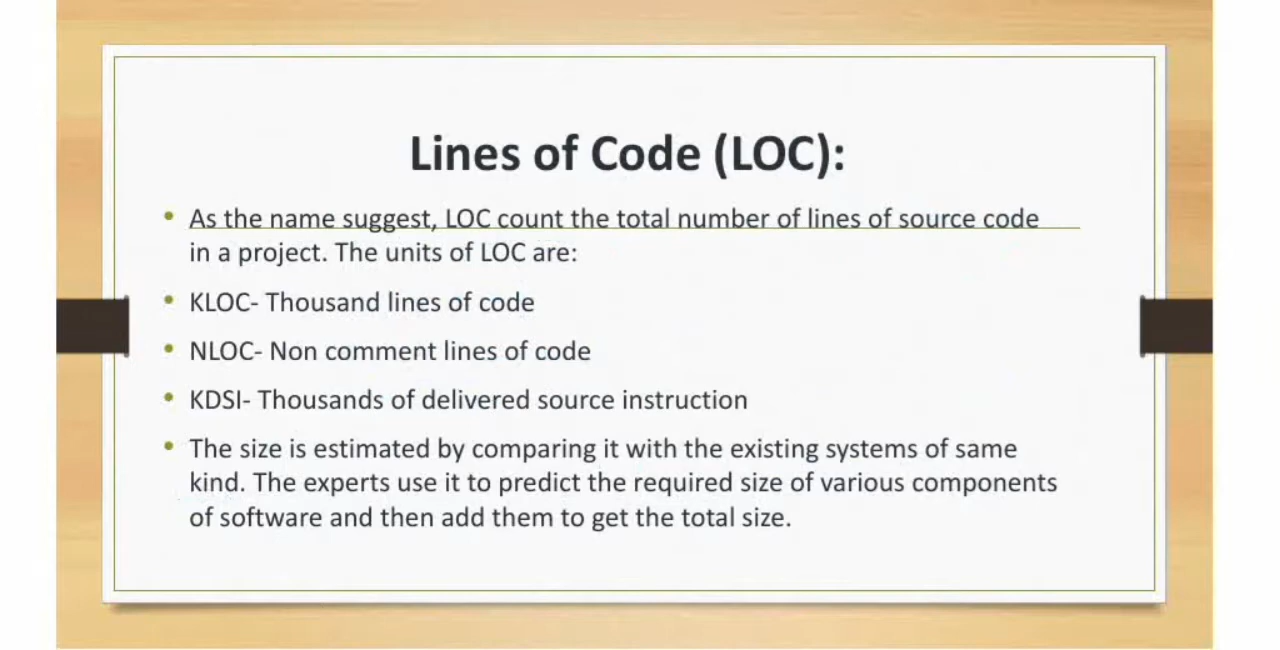 Lines of Code (LOC):
As the name suggest, LOC count the total number of lines of source code
in a project. The units of LOC are:
KLOC- Thousand lines of code
NLOC- Non comment lines of code
KDSI- Thousands of delivered source instruction
The size is estimated by comparing it with the existing systems of same
kind. The experts use it to predict the required size of various components
of software and then add them to get the total size.